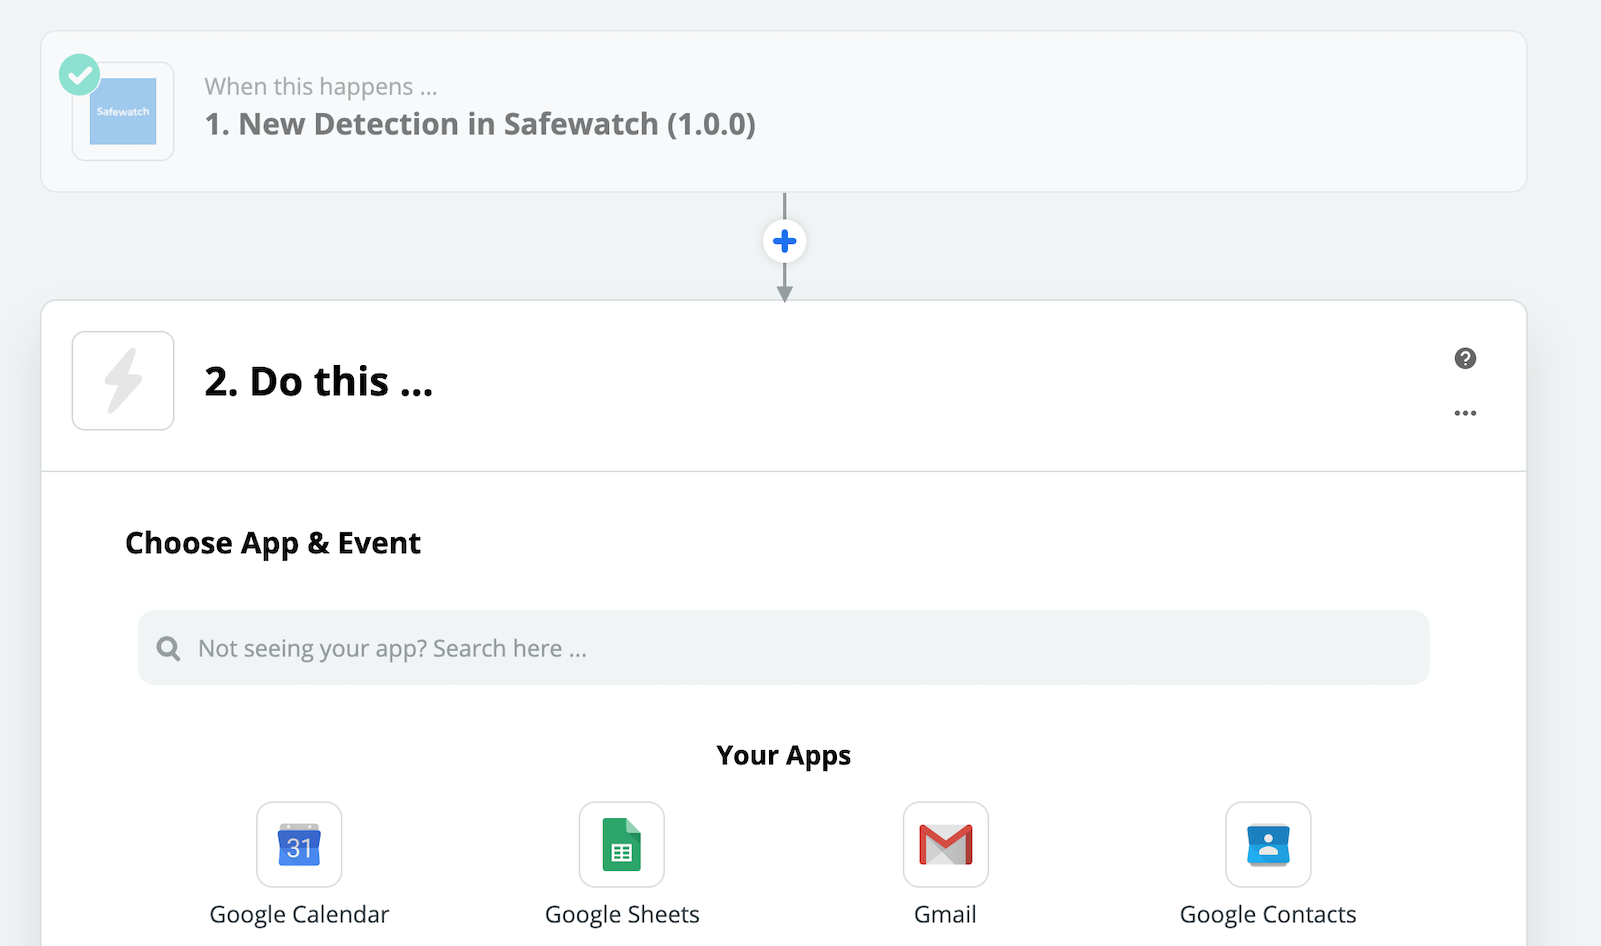 Safewatch
When this happens ...
1. New Detection in Safewatch (1.0.0)
2. Do this ...
?
Choose App & Event
Not seeing your app? Search here ...
Your Apps
31
Google Calendar
Google Sheets
Gmail
Google Contacts